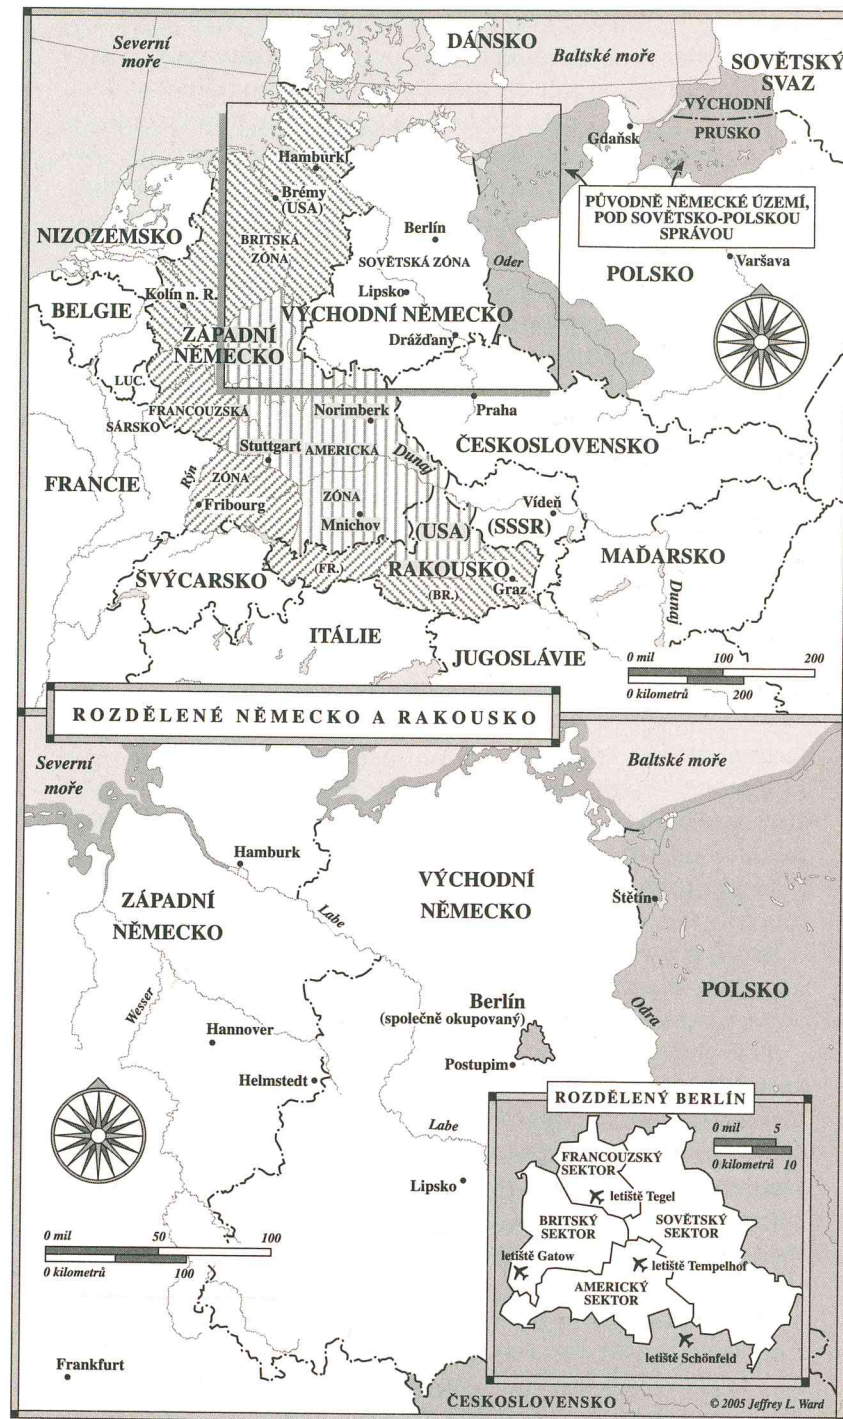 Severní
moře
DÁNSKO
Baltské moře
SOVĚTSKÝ
SVAZ
VÝCHODNÍ
PRUSKO
Gdaňsk
Hamburk
Brémy
(USA)
PŮVODNĚ NĚMECKÉ ÚZEMÍ,
POD SOVĚTSKO-POLSKOU
SPRÁVOU
NIZOZEMSKO
BRITSKÁ
ZÓNA
Berlín
SOVĚTSKÁ ZÓNA
Oder
POLSKO
Varšava
BELGIE
Kolín n. R.
Lipsko
VÝCHODNÍ NĚMECKO
ZÁPADNÍ
NĚMECKO
Drážďany
LUC.
FRANCOUZSKÁ
SÁRSKO
Norimberk
Praha
Stuttgart
AMERICKÁ
Dunaj
ČESKOSLOVENSKO
FRANCIE
Rýn
ZÓNA
Fribourg
ZÓNA
Mnichov
Vídeň
(USA)
(SSSR)
ŠVÝCARSKO
(FR.)
RAKOUSKO
(BR.)
Graz
MAĎARSKO
Dunaj
ITÁLIE
JUGOSLÁVIE
0 mil 100 200
0 kilometrů 200
ROZDĚLENÉ NĚMECKO A RAKOUSKO
Severní
moře
Baltské moře
Hamburk
VÝCHODNÍ
NĚMECKO
ZÁPADNÍ
NĚMECKO
Labe
Štětín
Wesser
Berlín
(společně okupovaný)
Odra
POLSKO
Hannover
Postupim
Helmstedt
Labe
Lipsko
0 mil 50 100
0 kilometrů 100
Frankfurt
ČESKOSLOVENSKO
ROZDĚLENÝ BERLÍN
0 mil 5
0 kilometrů 10
FRANCOUZSKÝ
SEKTOR
letiště Tegel
BRITSKÝ
SEKTOR
SOVĚTSKÝ
SEKTOR
letiště Gatow
letiště Tempelhof
AMERICKÝ
SEKTOR
letiště Schönfeld
© 2005 Jeffrey L. Ward